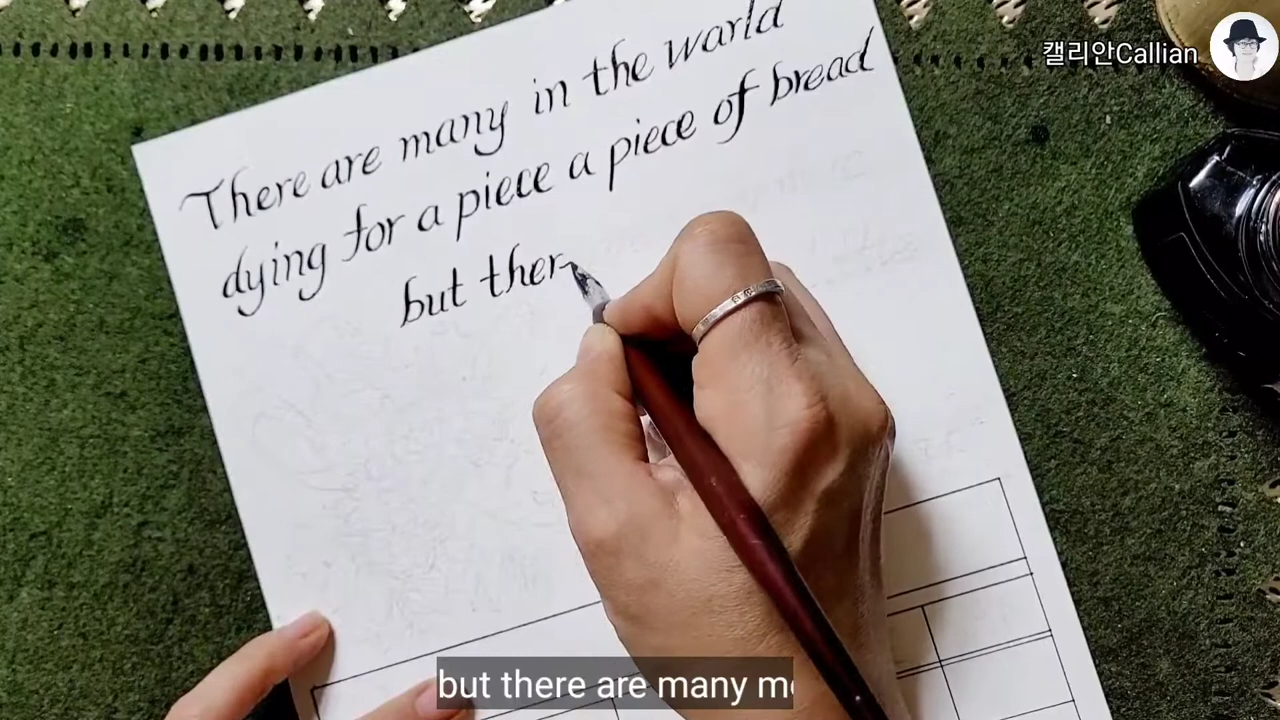 캘리안Callian
There are many in the world
dying for a piece a piece of bread
but ther
but there are many m